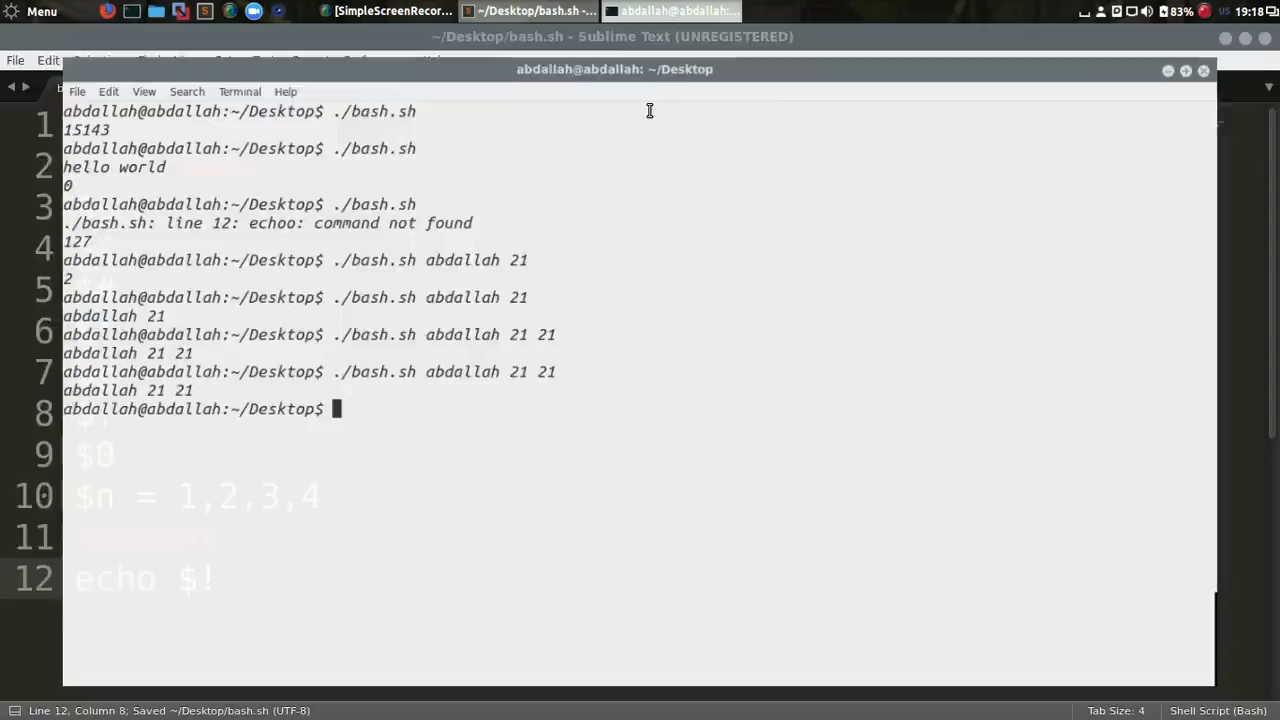 Menu [SimpleScreenRecor... ~/Desktop/bash.sh -... abdallah@abdallah:... 83% US 19:18
~/Desktop/bash.sh - Sublime Text (UNREGISTERED)
File Edit
abdallah@abdallah: ~/Desktop
File Edit View Search Terminal Help
abdallah@abdallah:~/Desktop$ ./bash.sh
15143
abdallah@abdallah:~/Desktop$ ./bash.sh
hello world
0
abdallah@abdallah:~/Desktop$ ./bash.sh
./bash.sh: line 12: echoo: command not found
127
abdallah@abdallah:~/Desktop$ ./bash.sh abdallah 21
2
abdallah@abdallah:~/Desktop$ ./bash.sh abdallah 21
abdallah 21
abdallah@abdallah:~/Desktop$ ./bash.sh abdallah 21 21
abdallah 21 21
abdallah@abdallah:~/Desktop$ ./bash.sh abdallah 21 21
abdallah 21 21
abdallah@abdallah:~/Desktop$
1
2
3
4
5
6
7
8
9 $0
10 $n = 1,2,3,4
11
12 echo $!
Line 12, Column 8; Saved ~/Desktop/bash.sh (UTF-8) Tab Size: 4 Shell Script (Bash)